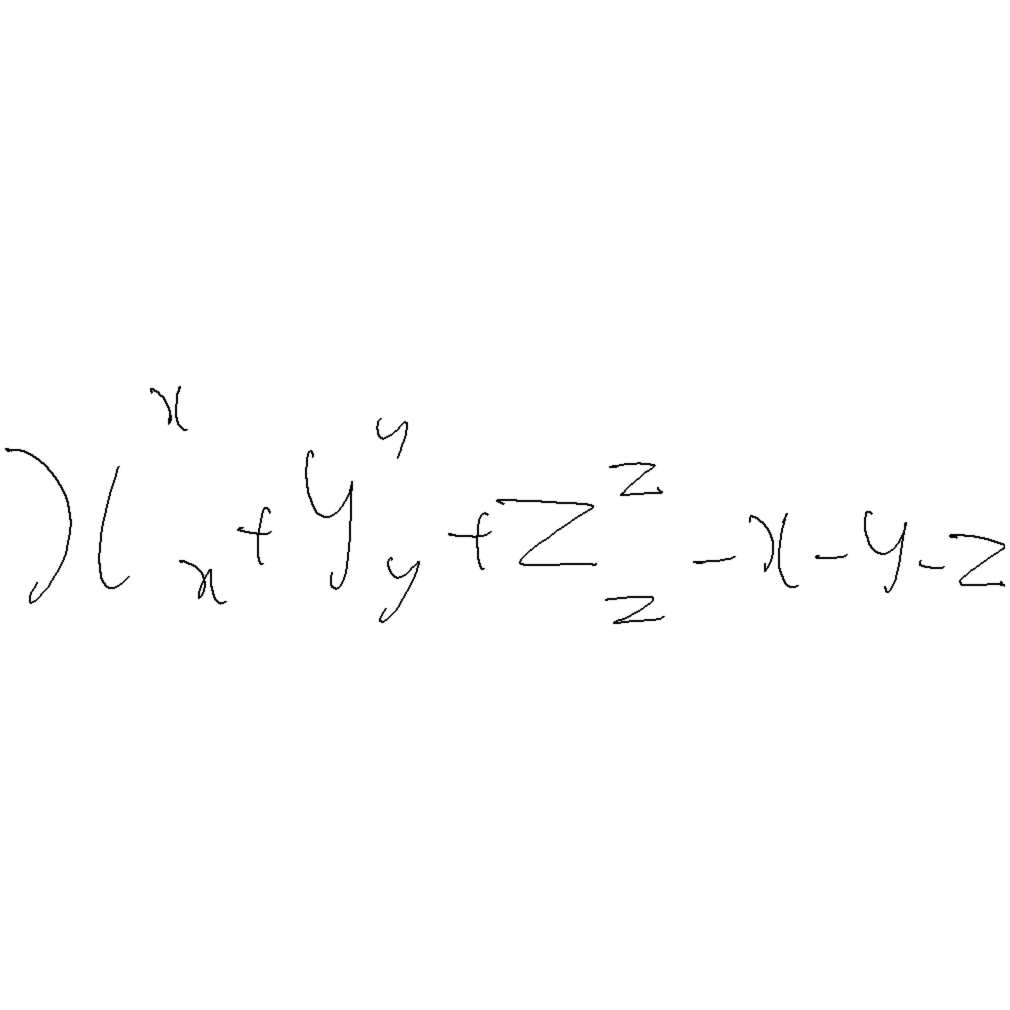 $x_x^x + y_y^y + z_z^z - x - y - z$